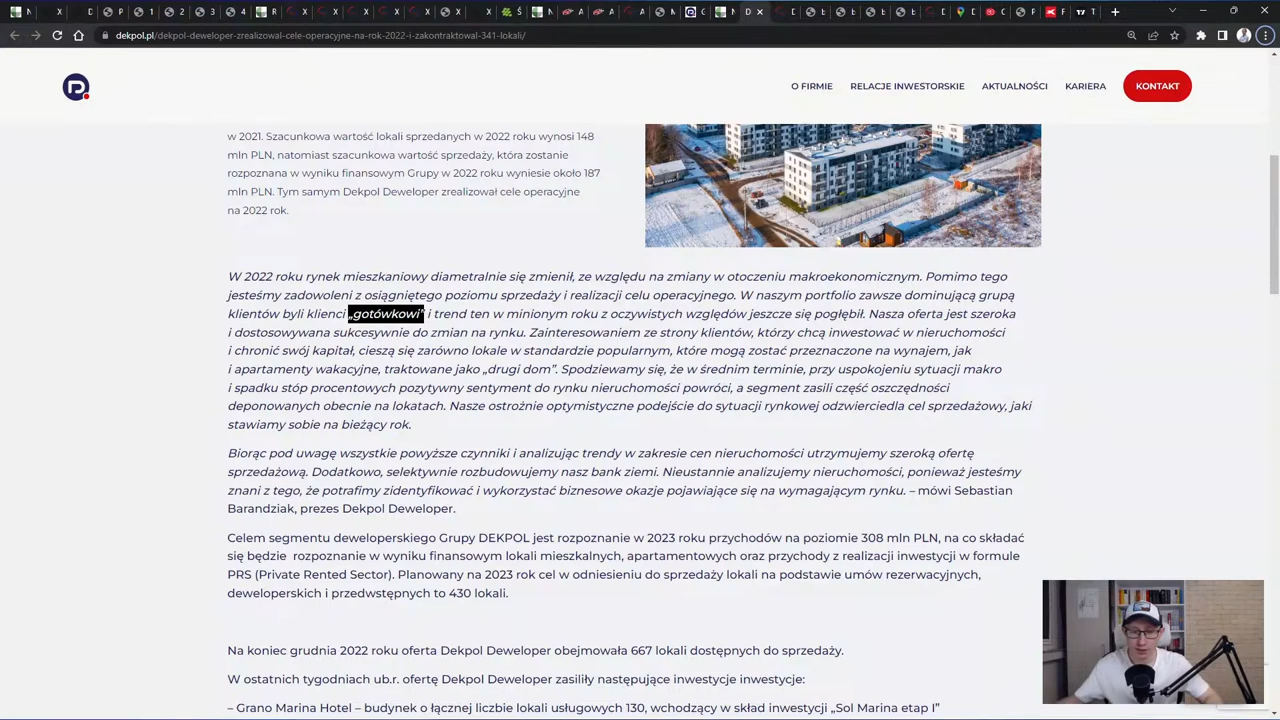 dekpol.pl/dekpol-deweloper-zrealizowal-cele-operacyjne-na-rok-2022-i-zakontraktowal-341-lokali/
O FIRMIE RELACJE INWESTORSKIE AKTUALNOŚCI KARIERA KONTAKT
w 2021. Szacunkowa wartość lokali sprzedanych w 2022 roku wynosi 148
mln PLN, natomiast szacunkowa wartość sprzedaży, która zostanie
rozpoznana w wyniku finansowym Grupy w 2022 roku wyniesie około 187
mln PLN. Tym samym Dekpol Deweloper zrealizował cele operacyjne
na 2022 rok.
W 2022 roku rynek mieszkaniowy diametralnie się zmienił, ze względu na zmiany w otoczeniu makroekonomicznym. Pomimo tego
jesteśmy zadowoleni z osiągniętego poziomu sprzedaży i realizacji celu operacyjnego. W naszym portfolio zawsze dominującą grupą
klientów byli klienci „gotówkowi” i trend ten w minionym roku z oczywistych względów jeszcze się pogłębił. Nasza oferta jest szeroka
i dostosowywana sukcesywnie do zmian na rynku. Zainteresowaniem ze strony klientów, którzy chcą inwestować w nieruchomości
i chronić swój kapitał, cieszą się zarówno lokale w standardzie popularnym, które mogą zostać przeznaczone na wynajem, jak
i apartamenty wakacyjne, traktowane jako „drugi dom”. Spodziewamy się, że w średnim terminie, przy uspokojeniu sytuacji makro
i spadku stóp procentowych pozytywny sentyment do rynku nieruchomości powróci, a segment zasili część oszczędności
deponowanych obecnie na lokatach. Nasze ostrożnie optymistyczne podejście do sytuacji rynkowej odzwierciedla cel sprzedażowy, jaki
stawiamy sobie na bieżący rok.
Biorąc pod uwagę wszystkie powyższe czynniki i analizując trendy w zakresie cen nieruchomości utrzymujemy szeroką ofertę
sprzedażową. Dodatkowo, selektywnie rozbudowujemy nasz bank ziemi. Nieustannie analizujemy nieruchomości, ponieważ jesteśmy
znani z tego, że potrafimy zidentyfikować i wykorzystać biznesowe okazje pojawiające się na wymagającym rynku. – mówi Sebastian
Barandziak, prezes Dekpol Deweloper.
Celem segmentu deweloperskiego Grupy DEKPOL jest rozpoznanie w 2023 roku przychodów na poziomie 308 mln PLN, na co składać
się będzie rozpoznanie w wyniku finansowym lokali mieszkalnych, apartamentowych oraz przychody z realizacji inwestycji w formule
PRS (Private Rented Sector). Planowany na 2023 rok cel w odniesieniu do sprzedaży lokali na podstawie umów rezerwacyjnych,
deweloperskich i przedwstępnych to 430 lokali.
Na koniec grudnia 2022 roku oferta Dekpol Deweloper obejmowała 667 lokali dostępnych do sprzedaży.
W ostatnich tygodniach ub.r. ofertę Dekpol Deweloper zasiliły następujące inwestycje inwestycje:
– Grano Marina Hotel – budynek o łącznej liczbie lokali usługowych 130, wchodzący w skład inwestycji „Sol Marina etap I”